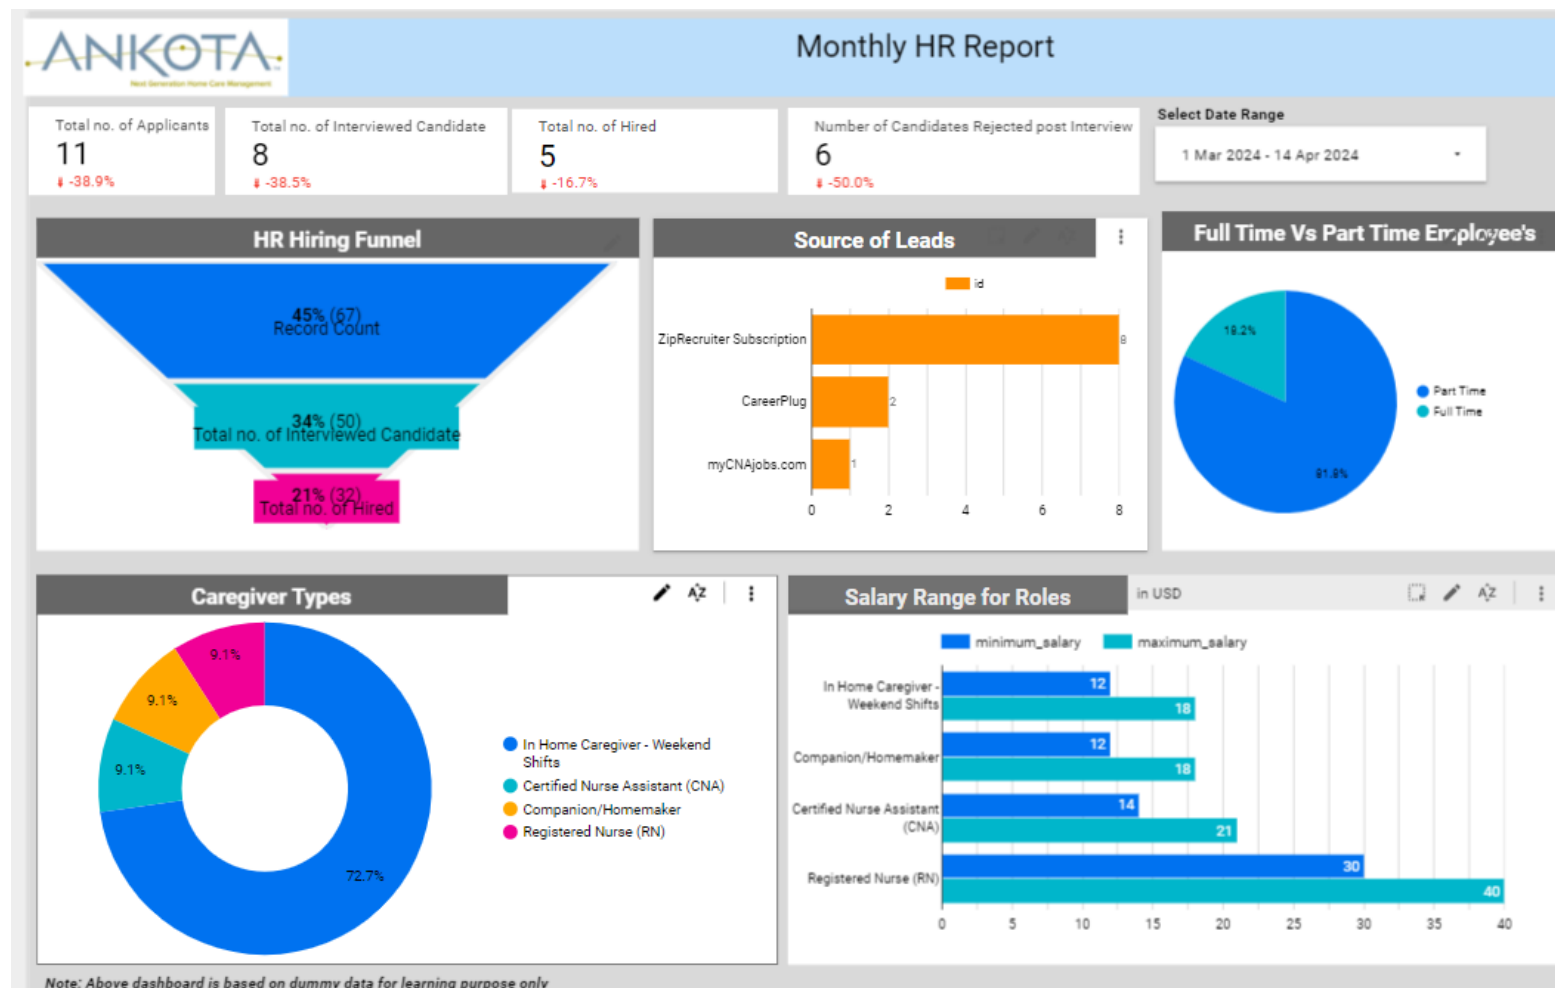 ANKOTA
Next Generation Home Care Management
Monthly HR Report
Total no. of Applicants
11
-38.9%
Total no. of Interviewed Candidate
8
-38.5%
Total no. of Hired
5
-16.7%
Number of Candidates Rejected post Interview
6
-50.0%
Select Date Range
1 Mar 2024 - 14 Apr 2024
HR Hiring Funnel
45% (67)
Record Count
34% (50)
Total no. of Interviewed Candidate
21% (32)
Total no. of Hired
Source of Leads
id
ZipRecruiter Subscription
8
CareerPlug
2
myCNAjobs.com
1
0 2 4 6 8
Full Time Vs Part Time Employee's
18.2%
81.8%
Part Time
Full Time
Caregiver Types
9.1%
9.1%
9.1%
72.7%
In Home Caregiver - Weekend
Shifts
Certified Nurse Assistant (CNA)
Companion/Homemaker
Registered Nurse (RN)
Salary Range for Roles
in USD
minimum_salary maximum_salary
In Home Caregiver -
Weekend Shifts
12
18
Companion/Homemaker
12
18
Certified Nurse Assistant
(CNA)
14
21
Registered Nurse (RN)
30
40
0 5 10 15 20 25 30 35 40
Note: Above dashboard is based on dummy data for learning purpose only